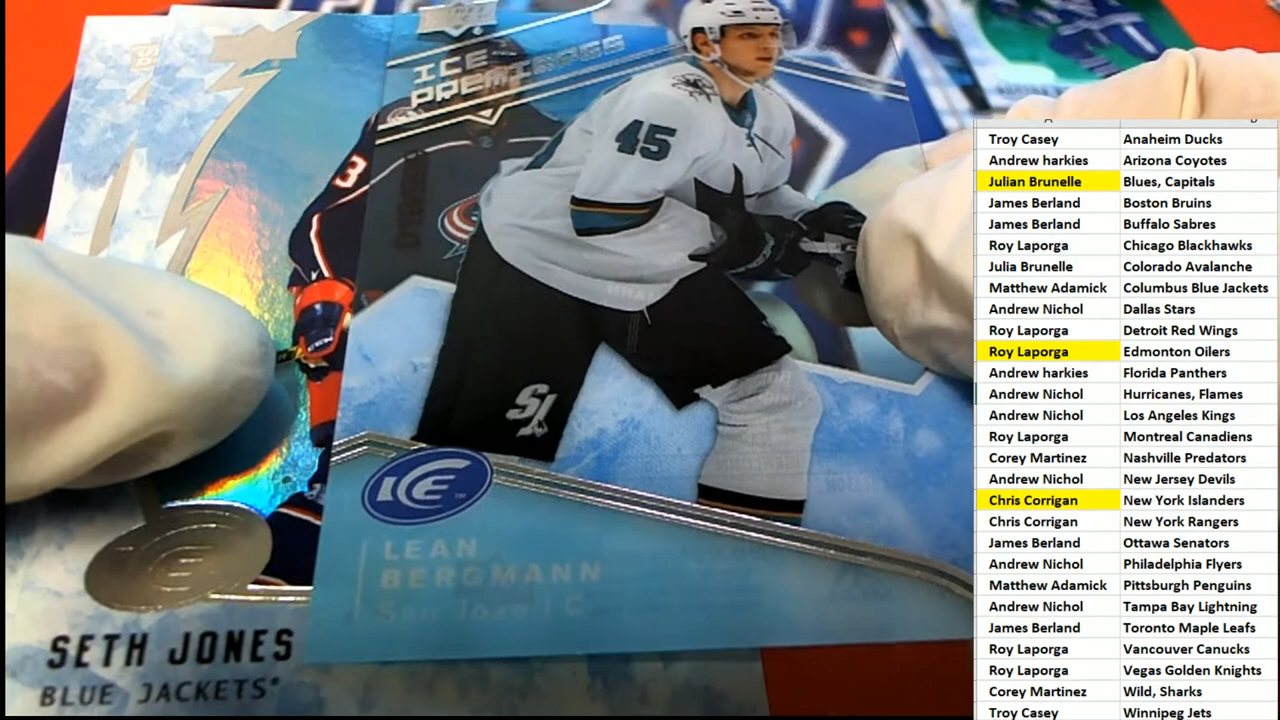 ICE
PREMIERES
45
3
SJ
ICE
LEAN
BERGMANN
San Jose | C
SETH JONES
BLUE JACKETS
Troy Casey Anaheim Ducks
Andrew harkies Arizona Coyotes
Julian Brunelle Blues, Capitals
James Berland Boston Bruins
James Berland Buffalo Sabres
Roy Laporga Chicago Blackhawks
Julia Brunelle Colorado Avalanche
Matthew Adamick Columbus Blue Jackets
Andrew Nichol Dallas Stars
Roy Laporga Detroit Red Wings
Roy Laporga Edmonton Oilers
Andrew harkies Florida Panthers
Andrew Nichol Hurricanes, Flames
Andrew Nichol Los Angeles Kings
Roy Laporga Montreal Canadiens
Corey Martinez Nashville Predators
Andrew Nichol New Jersey Devils
Chris Corrigan New York Islanders
Chris Corrigan New York Rangers
James Berland Ottawa Senators
Andrew Nichol Philadelphia Flyers
Matthew Adamick Pittsburgh Penguins
Andrew Nichol Tampa Bay Lightning
James Berland Toronto Maple Leafs
Roy Laporga Vancouver Canucks
Roy Laporga Vegas Golden Knights
Corey Martinez Wild, Sharks
Troy Casey Winnipeg Jets